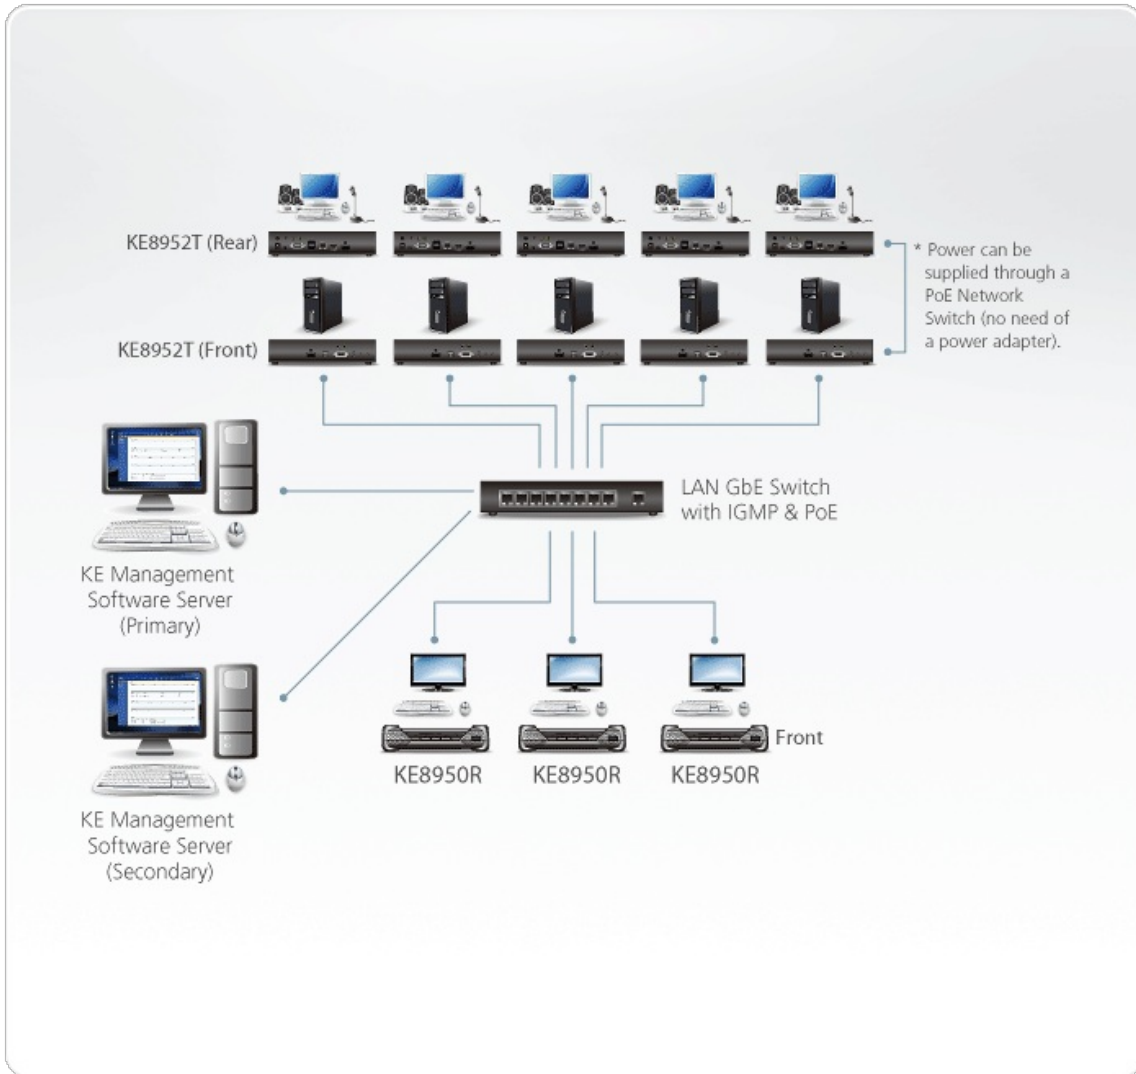 KE8952T (Rear)
* Power can be
supplied through a
PoE Network
Switch (no need of
a power adapter).
KE8952T (Front)
LAN GbE Switch
with IGMP & PoE
KE Management
Software Server
(Primary)
Front
KE8950R
KE8950R
KE8950R
KE Management
Software Server
(Secondary)